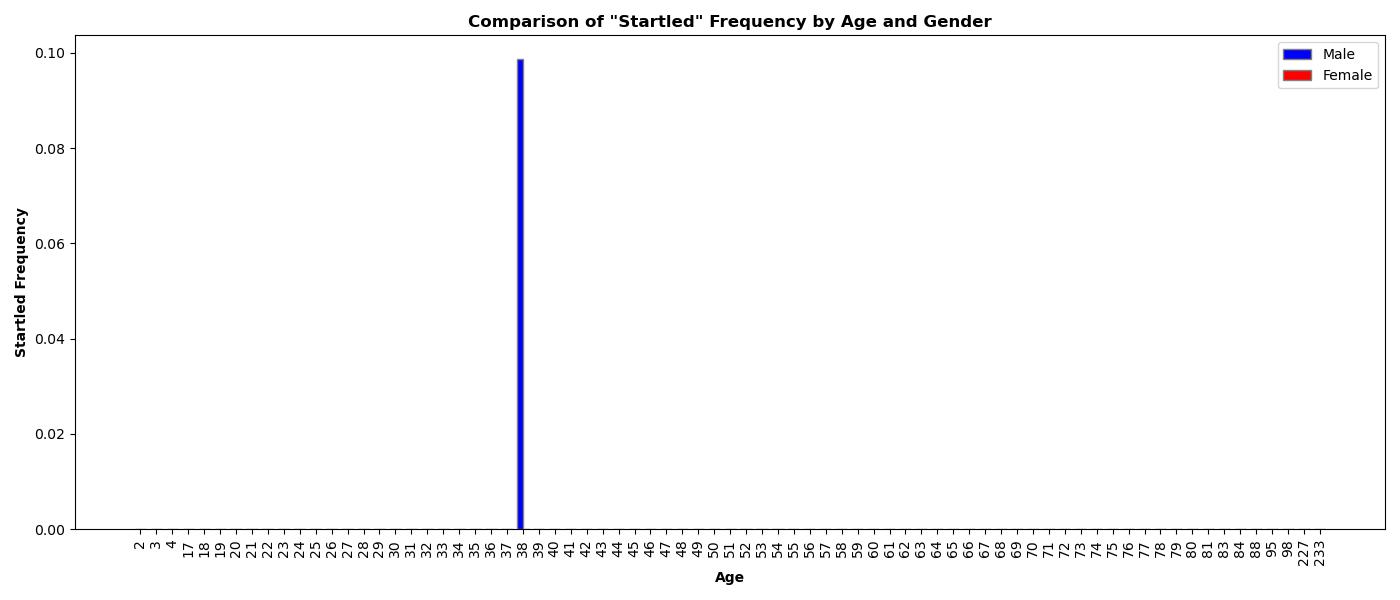 Comparison of "Startled" Frequency by Age and Gender
Male
Female
Startled Frequency
0.10
0.08
0.06
0.04
0.02
0.00
2 3 4 17 18 19 20 21 22 23 24 25 26 27 28 29 30 31 32 33 34 35 36 37 38 39 40 41 42 43 44 45 46 47 48 49 50 51 52 53 54 55 56 57 58 59 60 61 62 63 64 65 66 67 68 69 70 71 72 73 74 75 76 77 78 79 80 81 83 84 88 95 98 227 233
Age